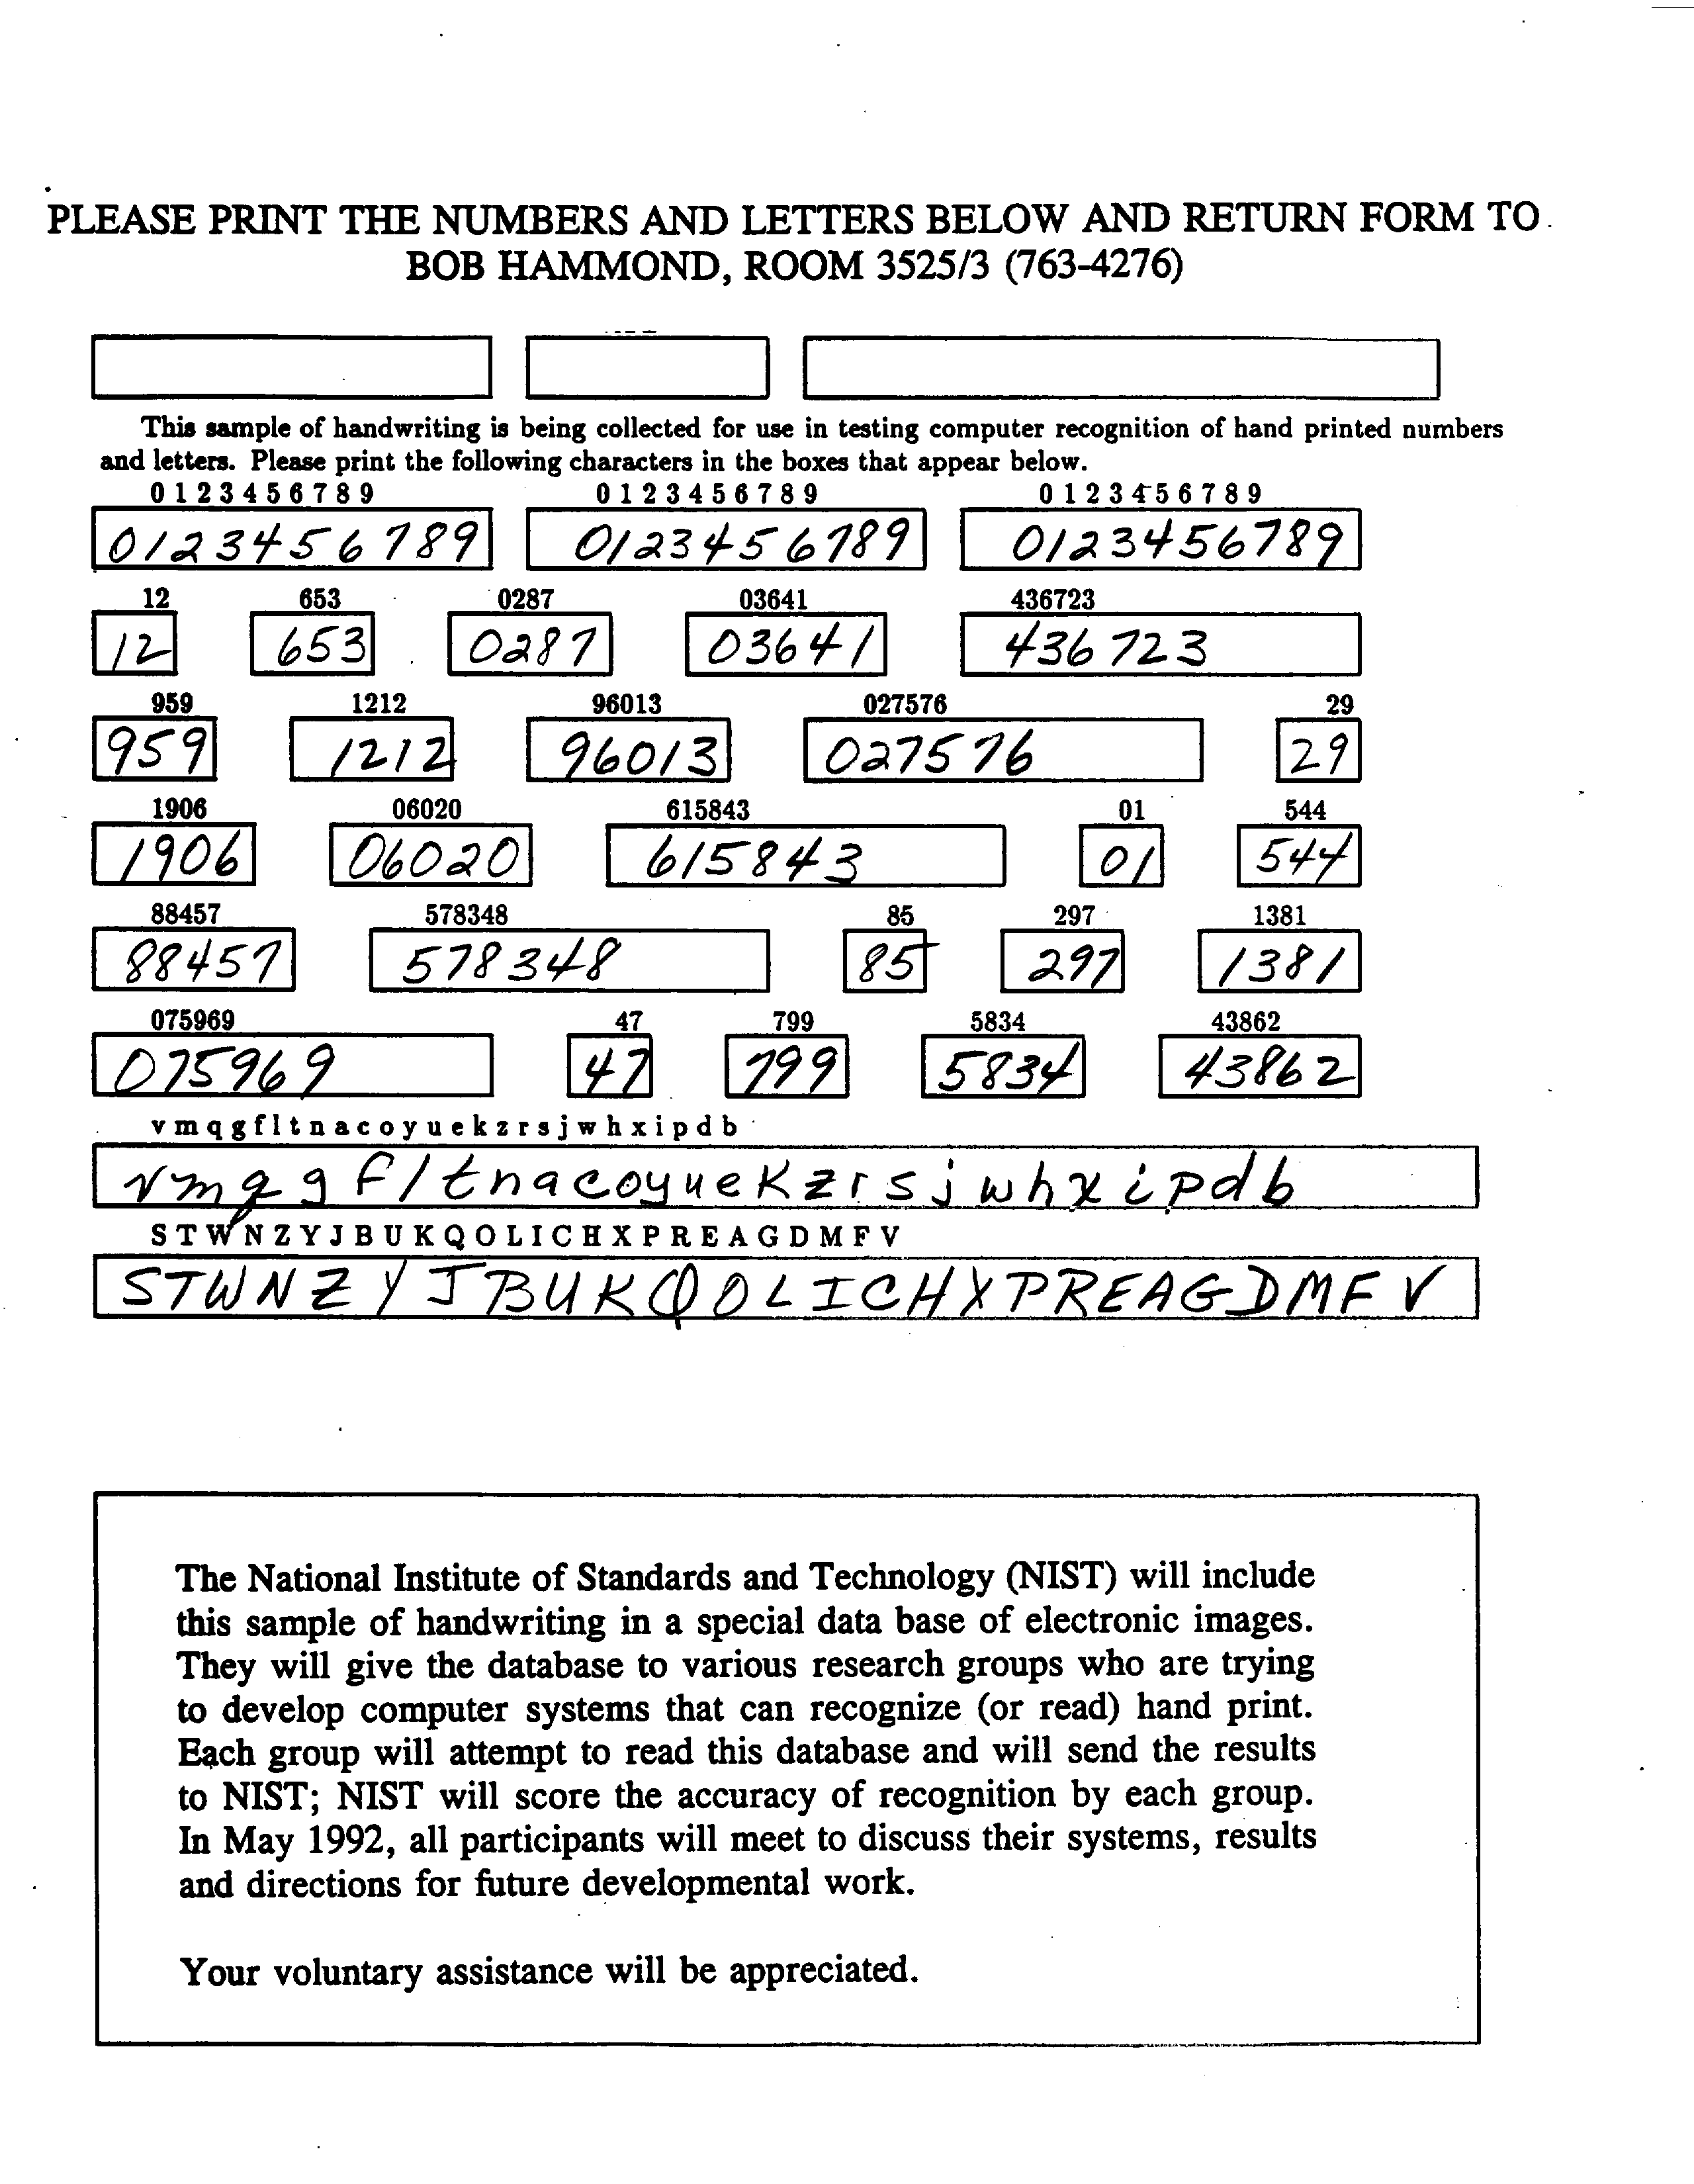 PLEASE PRINT THE NUMBERS AND LETTERS BELOW AND RETURN FORM TO
BOB HAMMOND, ROOM 3525/3 (763-4276)
This sample of handwriting is being collected for use in testing computer recognition of hand printed numbers
and letters. Please print the following characters in the boxes that appear below.
0 1 2 3 4 5 6 7 8 9 0 1 2 3 4 5 6 7 8 9 0 1 2 3 4 5 6 7 8 9
0123456789 0123456789 0123456789
12 653 0287 03641 436723
12 653 0287 03641 436723
959 1212 96013 027576 29
959 1212 96013 027576 29
1906 06020 615843 01 544
1906 06020 615843 01 544
88457 578348 85 297 1381
88457 578348 85 297 1381
075969 47 799 5834 43862
075969 47 799 5834 43862
v m q g f l t n a c o y u e k z r s j w h x i p d b
v m q g f l t n a c o y u e k z r s j w h x i p d b
S T W N Z Y J B U K Q O L I C H X P R E A G D M F V
S T W N Z Y J B U K Q O L I C H X P R E A G D M F V
The National Institute of Standards and Technology (NIST) will include
this sample of handwriting in a special data base of electronic images.
They will give the database to various research groups who are trying
to develop computer systems that can recognize (or read) hand print.
Each group will attempt to read this database and will send the results
to NIST; NIST will score the accuracy of recognition by each group.
In May 1992, all participants will meet to discuss their systems, results
and directions for future developmental work.
Your voluntary assistance will be appreciated.